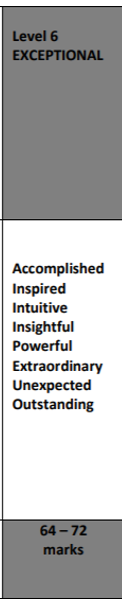 Level 6
EXCEPTIONAL
Accomplished
Inspired
Intuitive
Insightful
Powerful
Extraordinary
Unexpected
Outstanding
64 – 72
marks